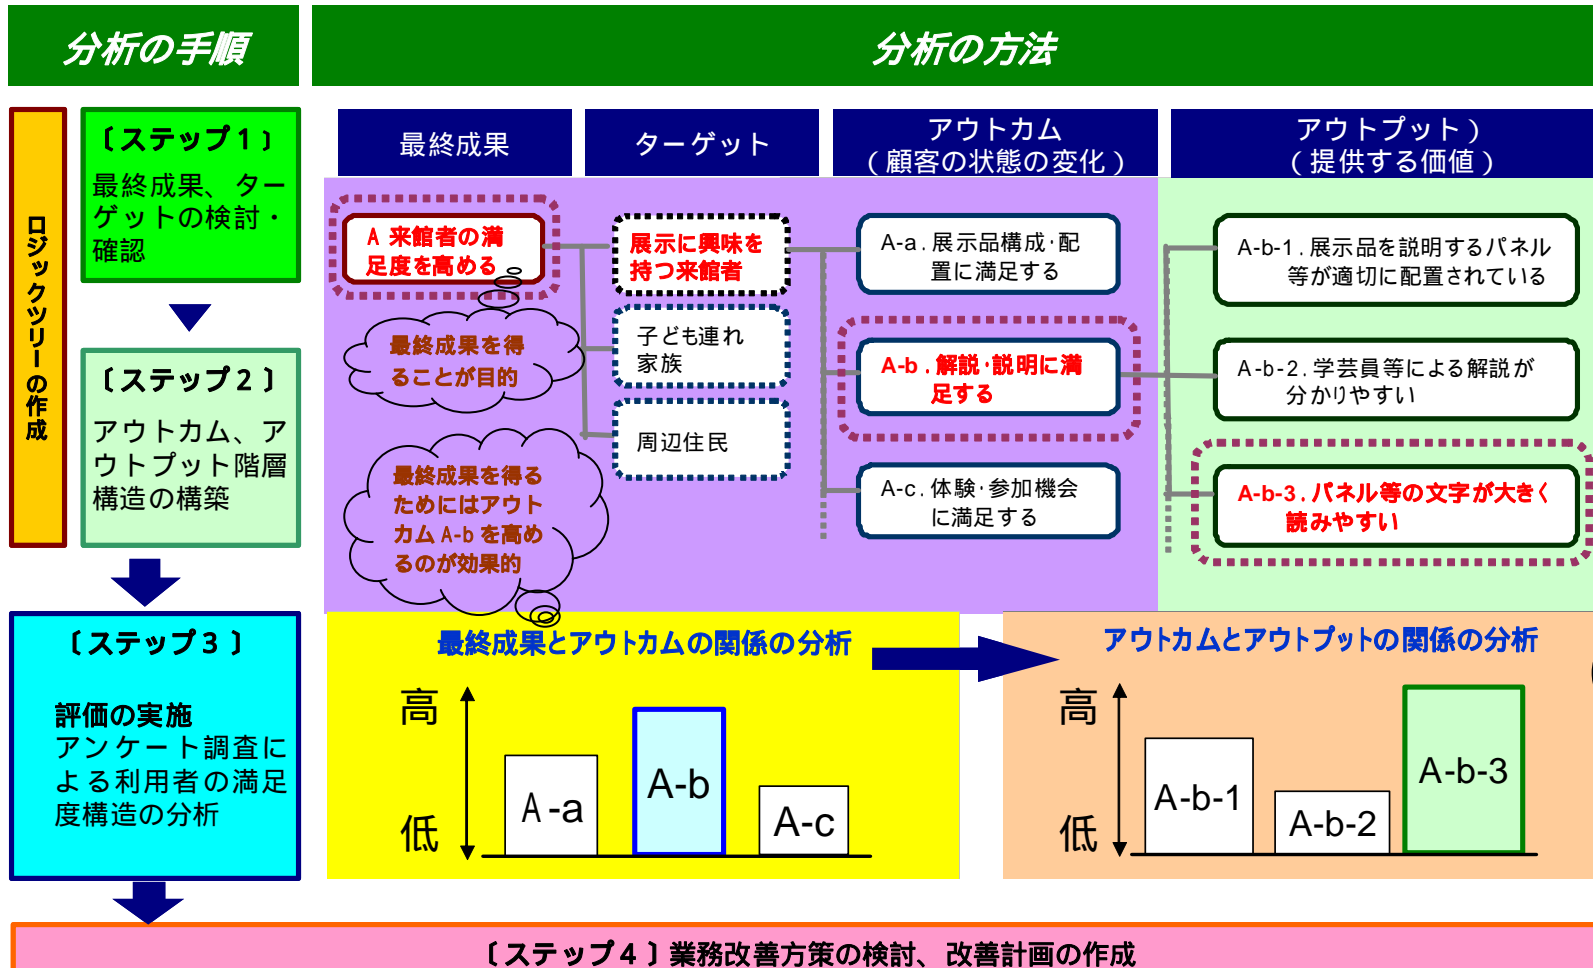 分析の手順
分析の方法
ロジックツリーの作成
〔ステップ1〕
最終成果、ター
ゲットの検討・
確認
〔ステップ2〕
アウトカム、ア
ウトプット階層
構造の構築
〔ステップ3〕
評価の実施
アンケート調査に
よる利用者の満足
度構造の分析
最終成果
ターゲット
アウトカム
(顧客の状態の変化)
アウトプット)
(提供する価値)
A 来館者の満
足度を高める
最終成果を得
ることが目的
最終成果を得る
ためにはアウト
カム A-b を高め
るのが効果的
展示に興味を
持つ来館者
子ども連れ
家族
周辺住民
A-a.展示品構成・配
置に満足する
A-b.解説・説明に満
足する
A-c.体験・参加機会
に満足する
A-b-1.展示品を説明するパネル
等が適切に配置されている
A-b-2.学芸員等による解説が
分かりやすい
A-b-3.パネル等の文字が大きく
読みやすい
最終成果とアウトカムの関係の分析
高
低
A-a
A-b
A-c
アウトカムとアウトプットの関係の分析
高
低
A-b-1
A-b-2
A-b-3
〔ステップ4〕業務改善方策の検討、改善計画の作成